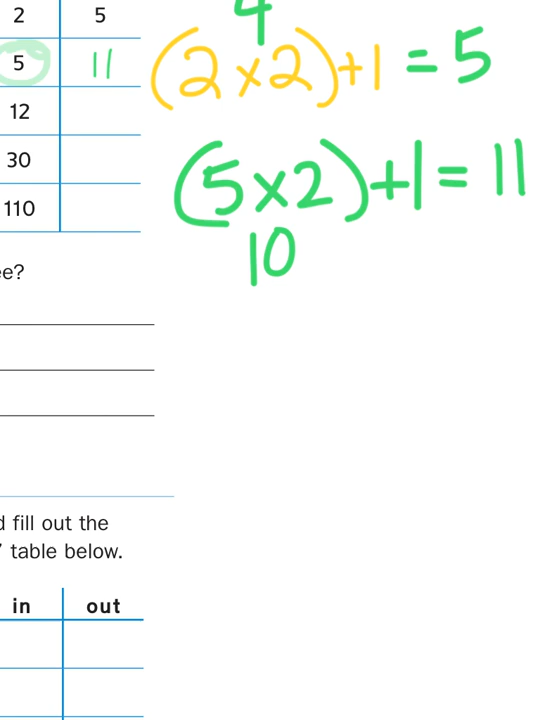 4
2 5
(2 x 2) + 1 = 5
5 11
12
(5 x 2) + 1 = 11
30
110
10
ee?
d fill out the
' table below.
in out